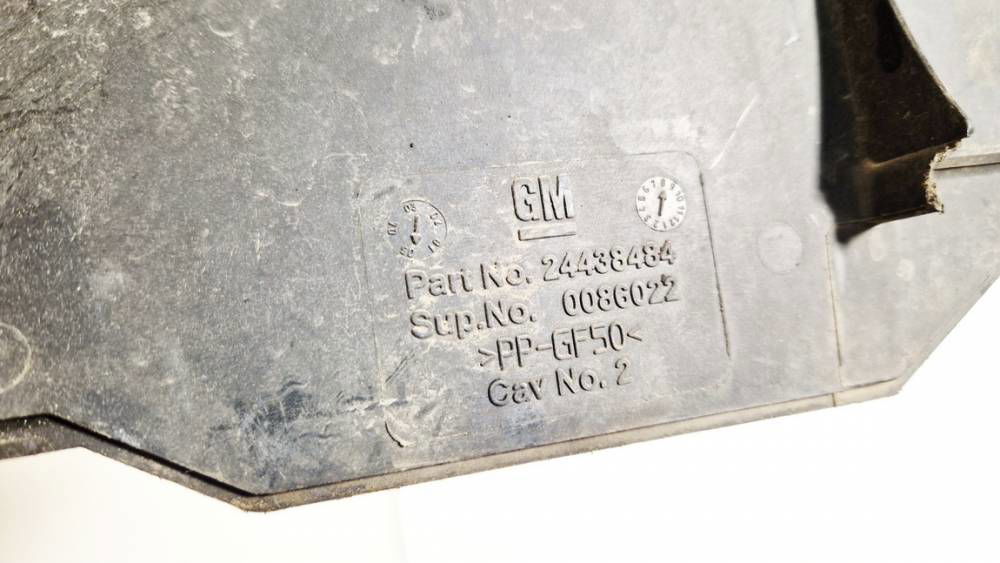 GM
Part No. 24438484
Sup.No. 0086022
>PP-GF50<
Cav No. 2